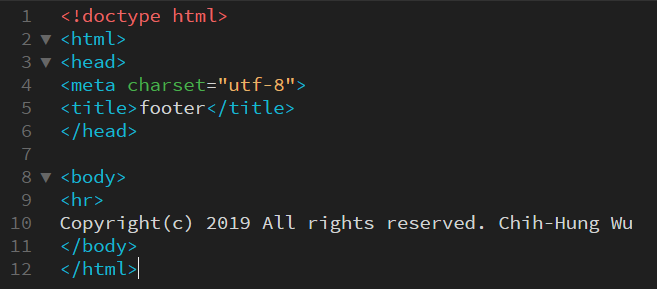 1 <!doctype html>
2 <html>
3 <head>
4 <meta charset="utf-8">
5 <title>footer</title>
6 </head>
7
8 <body>
9 <hr>
10 Copyright(c) 2019 All rights reserved. Chih-Hung Wu
11 </body>
12 </html>